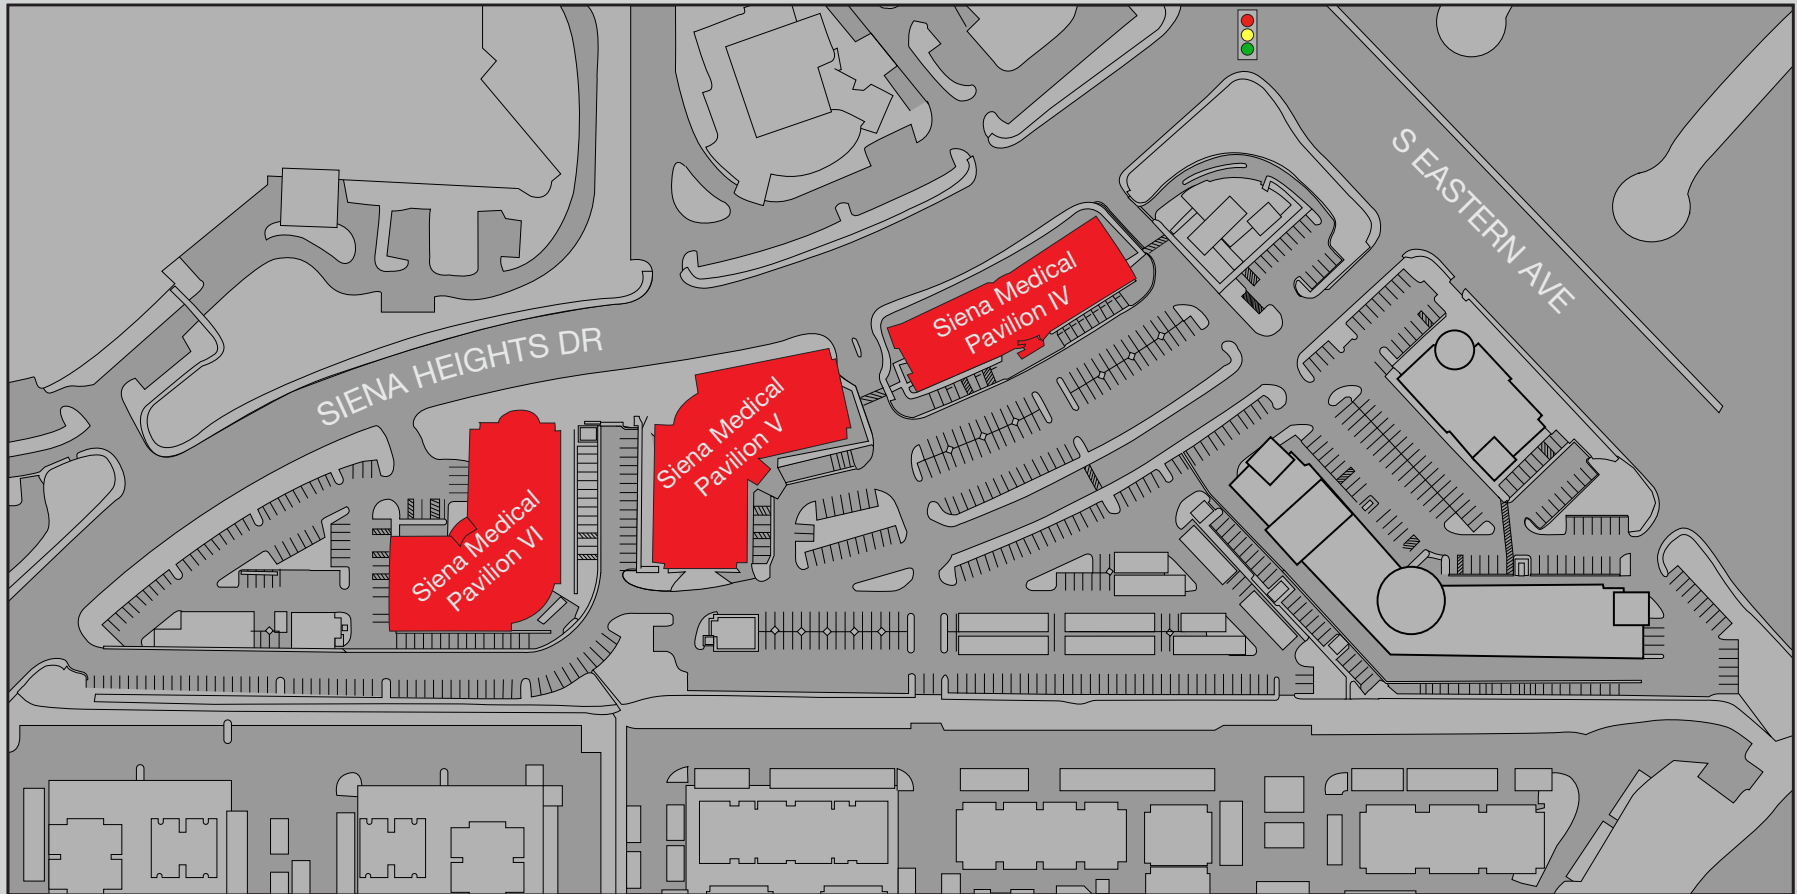 S EASTERN AVE
SIENA HEIGHTS DR
Siena Medical
Pavilion IV
Siena Medical
Pavilion V
Siena Medical
Pavilion VI